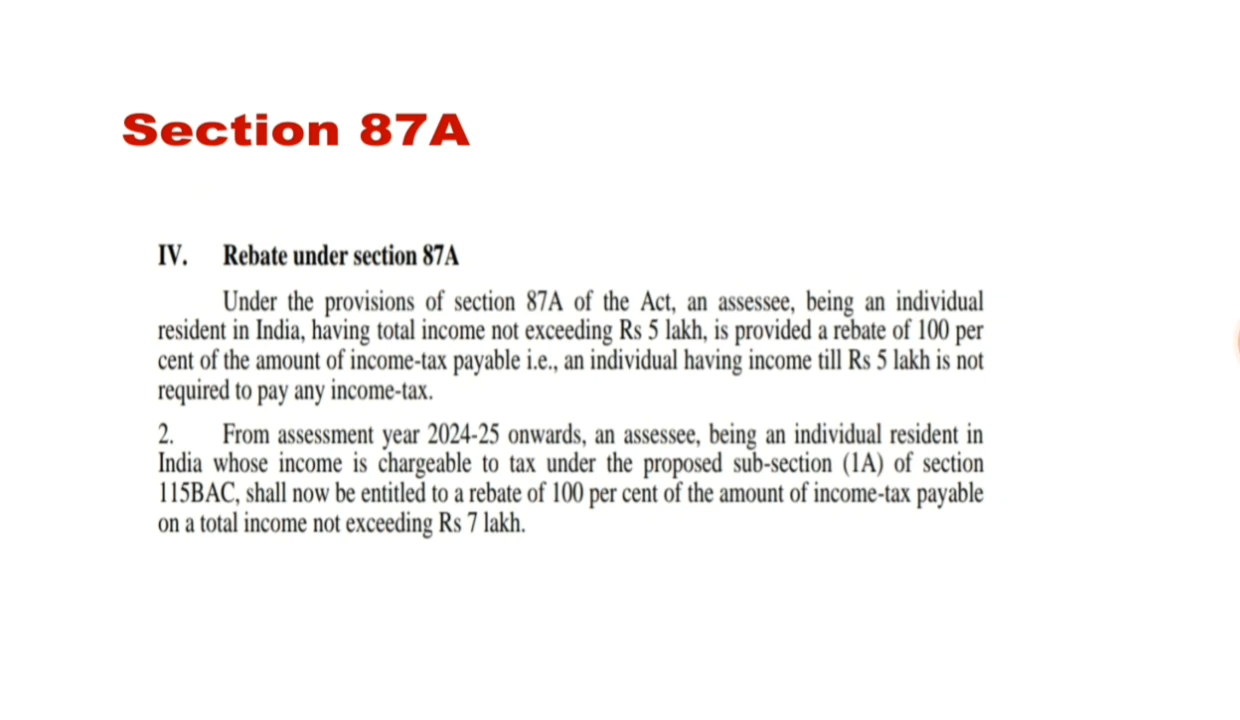 Section 87A
IV. Rebate under section 87A
Under the provisions of section 87A of the Act, an assessee, being an individual
resident in India, having total income not exceeding Rs 5 lakh, is provided a rebate of 100 per
cent of the amount of income-tax payable i.e., an individual having income till Rs 5 lakh is not
required to pay any income-tax.
2. From assessment year 2024-25 onwards, an assessee, being an individual resident in
India whose income is chargeable to tax under the proposed sub-section (1A) of section
115BAC, shall now be entitled to a rebate of 100 per cent of the amount of income-tax payable
on a total income not exceeding Rs 7 lakh.